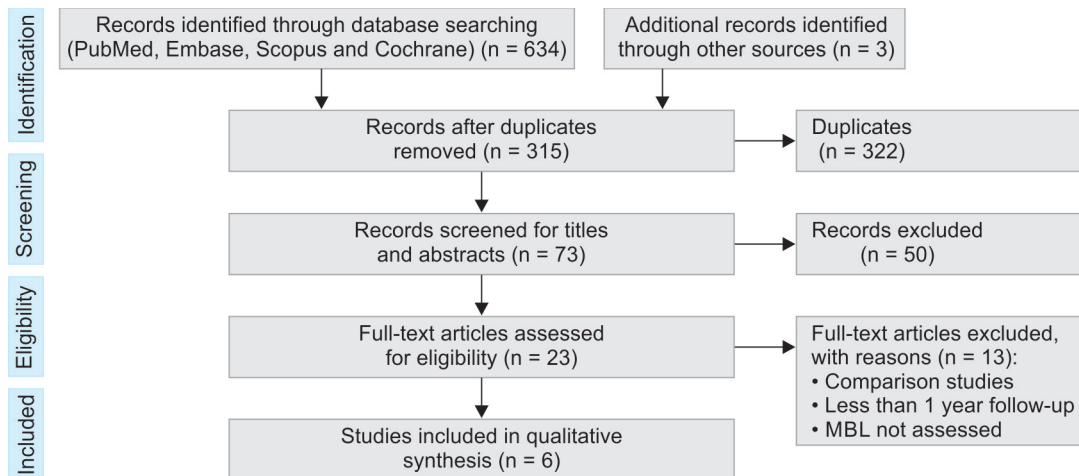 Identification
Records identified through database searching
(PubMed, Embase, Scopus and Cochrane) (n = 634)
Additional records identified
through other sources (n = 3)
Records after duplicates
removed (n = 315)
Duplicates
(n = 322)
Screening
Records screened for titles
and abstracts (n = 73)
Records excluded
(n = 50)
Eligibility
Full-text articles assessed
for eligibility (n = 23)
Full-text articles excluded,
with reasons (n = 13):
• Comparison studies
• Less than 1 year follow-up
• MBL not assessed
Included
Studies included in qualitative
synthesis (n = 6)